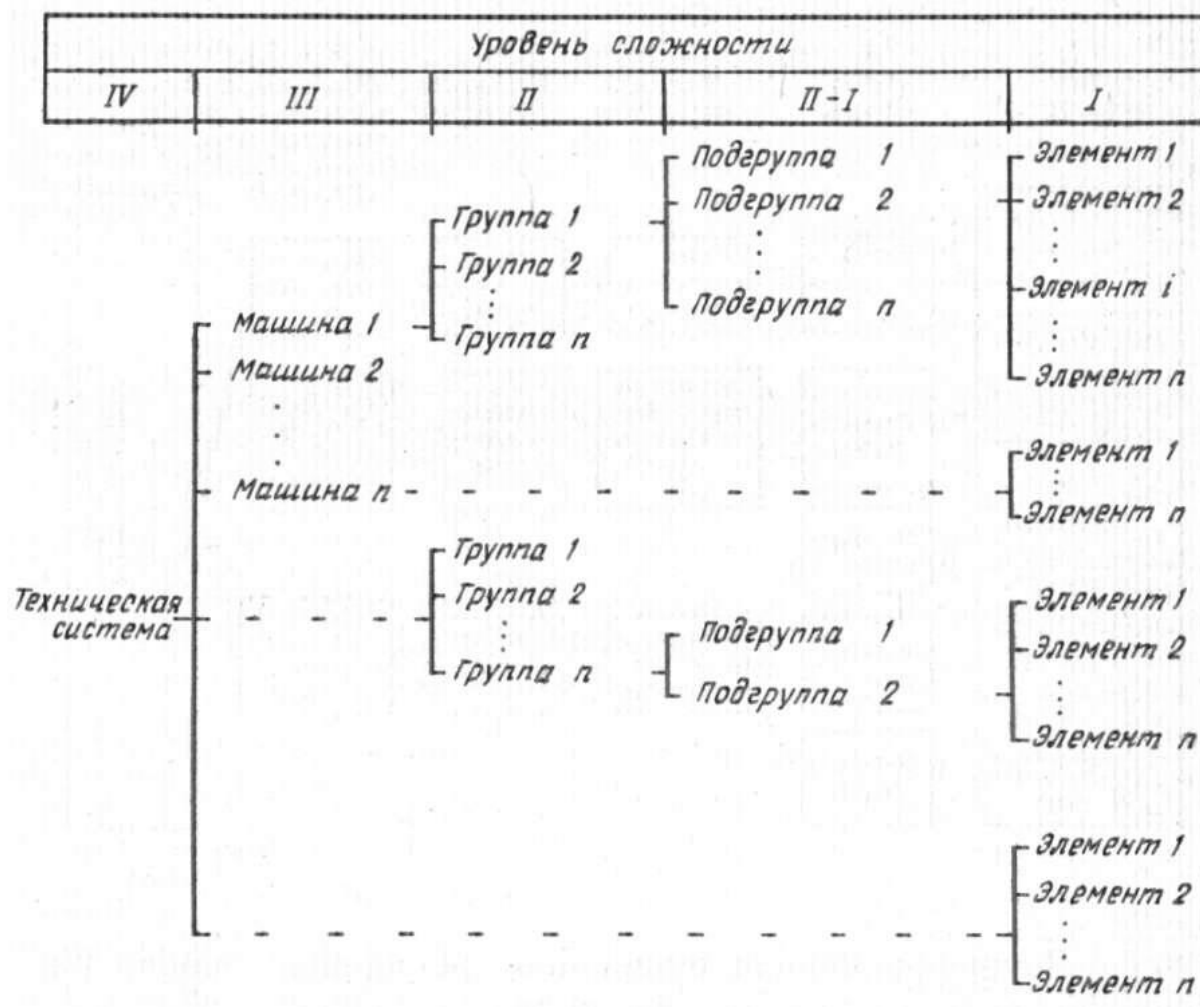 Уровень сложности
IV III II II-I I
Подгруппа 1 Элемент 1
Подгруппа 2 Элемент 2
Группа 1
Группа 2
Подгруппа n Элемент i
Машина 1 Группа n
Машина 2 Элемент n
Элемент 1
Машина n
Элемент n
Группа 1
Группа 2 Элемент 1
Техническая
система Подгруппа 1 Элемент 2
Группа n Подгруппа 2
Элемент n
Элемент 1
Элемент 2
Элемент n